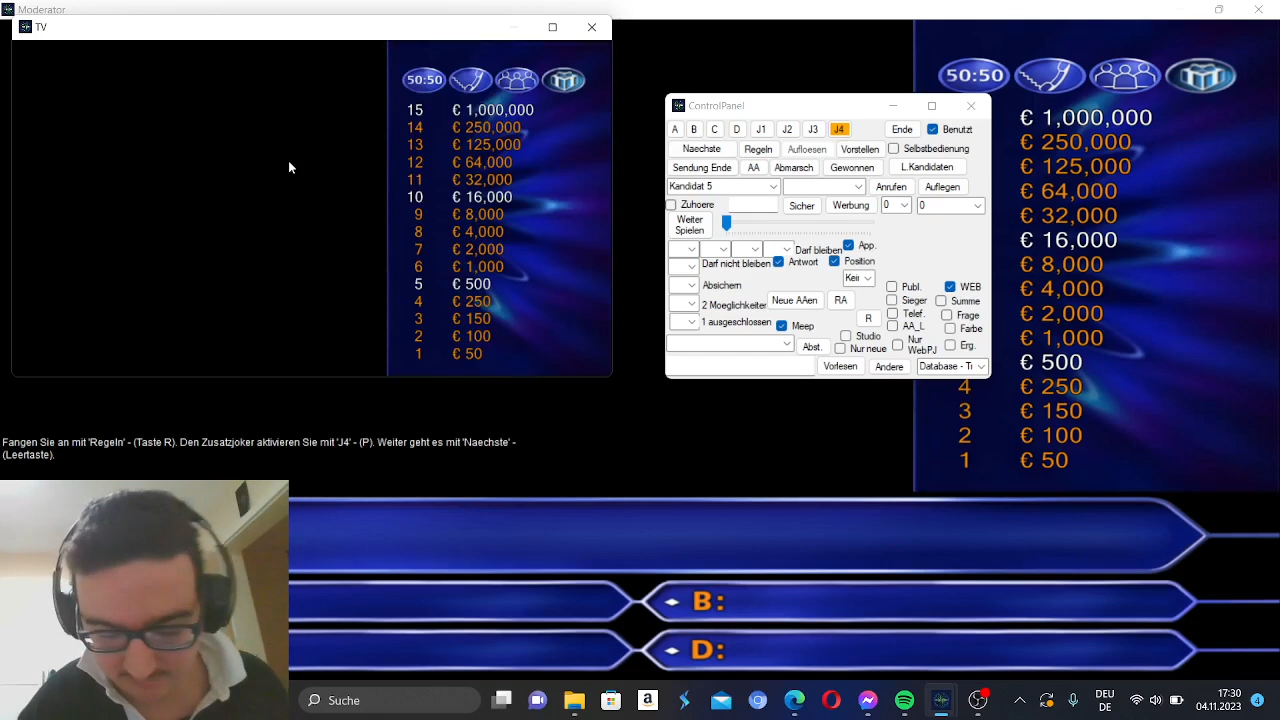 Moderator
TV
50:50
15 € 1,000,000
14 € 250,000
13 € 125,000
12 € 64,000
11 € 32,000
10 € 16,000
9 € 8,000
8 € 4,000
7 € 2,000
6 € 1,000
5 € 500
4 € 250
3 € 150
2 € 100
1 € 50
ControlPanel
A B C D J1 J2 J3 J4 Ende Benutzt
Naechste Regeln Aufloesen Vorstellen Selbstbedienung
Sendung Ende AA Abmarsch Gewonnen L.Kandidaten
Kandidat 5 Anrufen Auflegen
Zuhoere Sicher Werbung 0 0
Weiter
Spielen
Darf bleiben App.
Darf nicht bleiben Antwort Position
Absichern Keir
2 Moeglichkeiter Neue AAen RA
1 ausgeschlossen Meep R
Publ. WEB
Sieger Summe
Telef. Frage
AA_L Farbe
Studio Nur
WebPJ Erg.
Abst. Nur neue
Vorlesen Andere Database - Tr
50:50
€ 1,000,000
€ 250,000
€ 125,000
€ 64,000
€ 32,000
€ 16,000
€ 8,000
€ 4,000
€ 2,000
€ 1,000
€ 500
4 € 250
3 € 150
2 € 100
1 € 50
Fangen Sie an mit 'Regeln' - (Taste R). Den Zusatzjoker aktivieren Sie mit 'J4' - (P). Weiter geht es mit 'Naechste' -
(Leertaste).
B:
D:
Suche
DEU
DE
17:30
04.11.2023
4